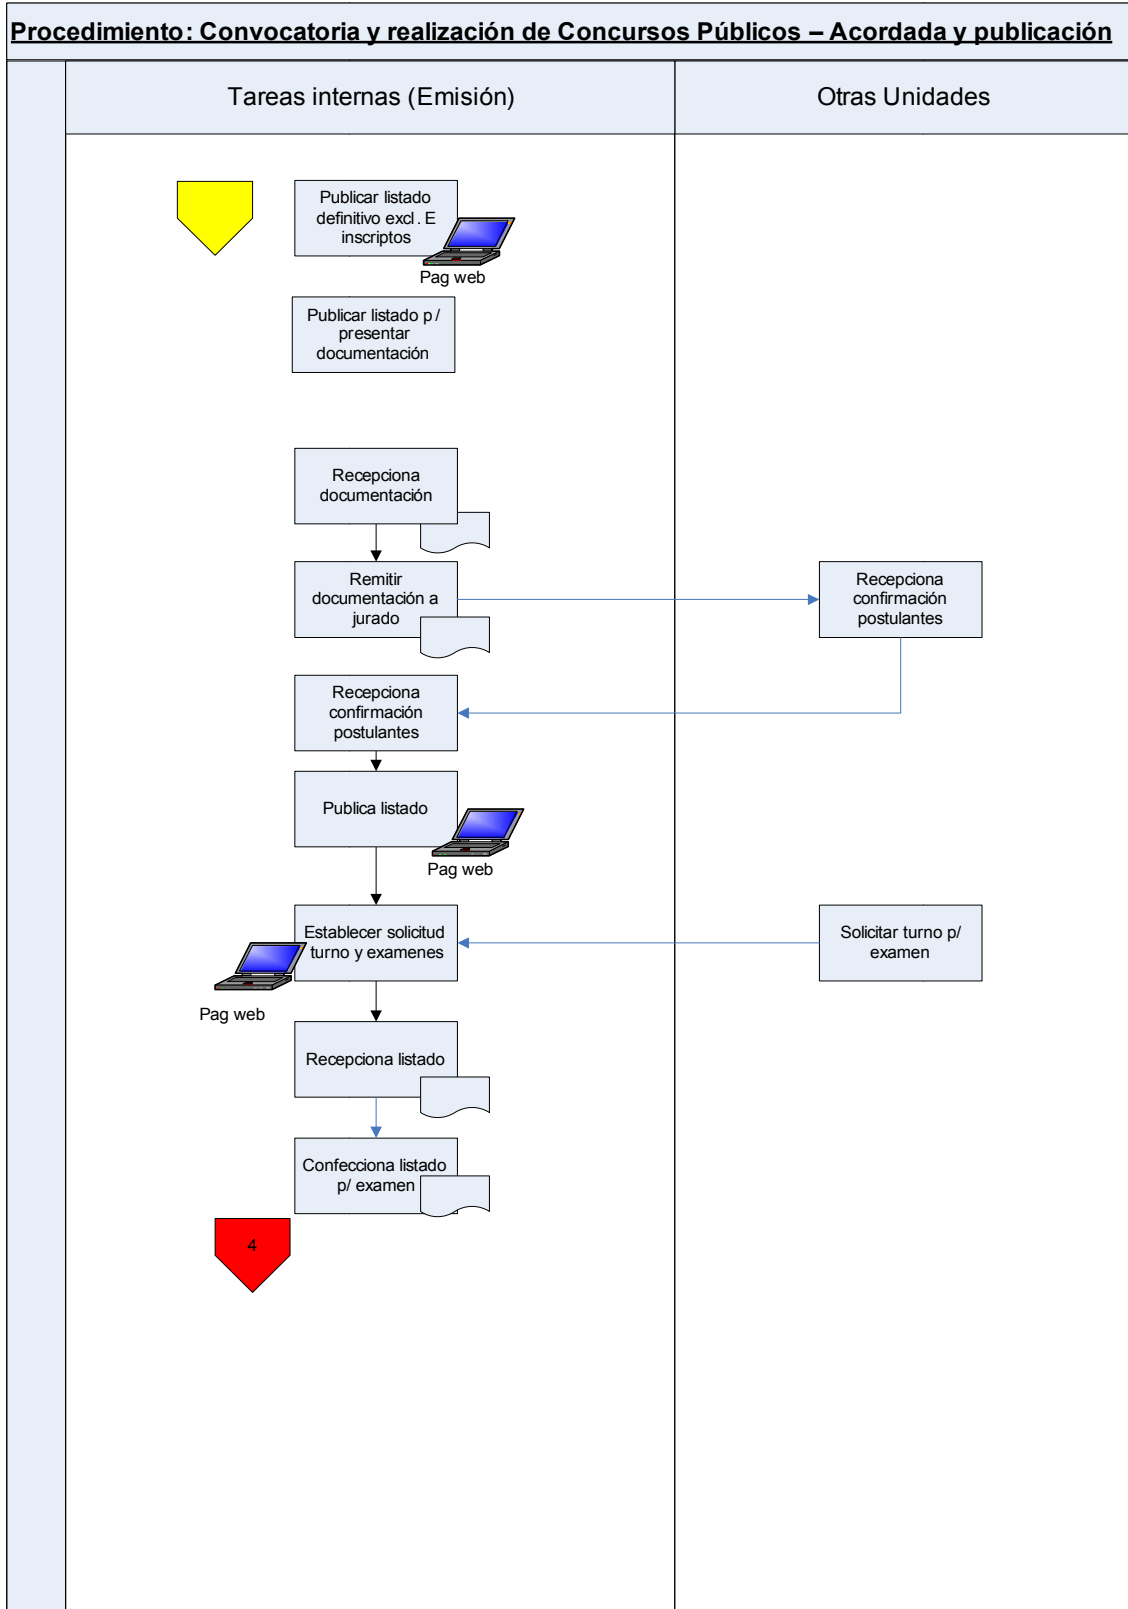 Procedimiento: Convocatoria y realización de Concursos Públicos – Acordada y publicación
Tareas internas (Emisión)
Otras Unidades
Publicar listado
definitivo excl. E
inscriptos
Pag web
Publicar listado p/
presentar
documentación
Recepciona
documentación
Remitir
documentación a
jurado
Recepciona
confirmación
postulantes
Recepciona
confirmación
postulantes
Publica listado
Pag web
Establecer solicitud
turno y examenes
Solicitar turno p/
examen
Pag web
Recepciona listado
Confecciona listado
p/ examen
4